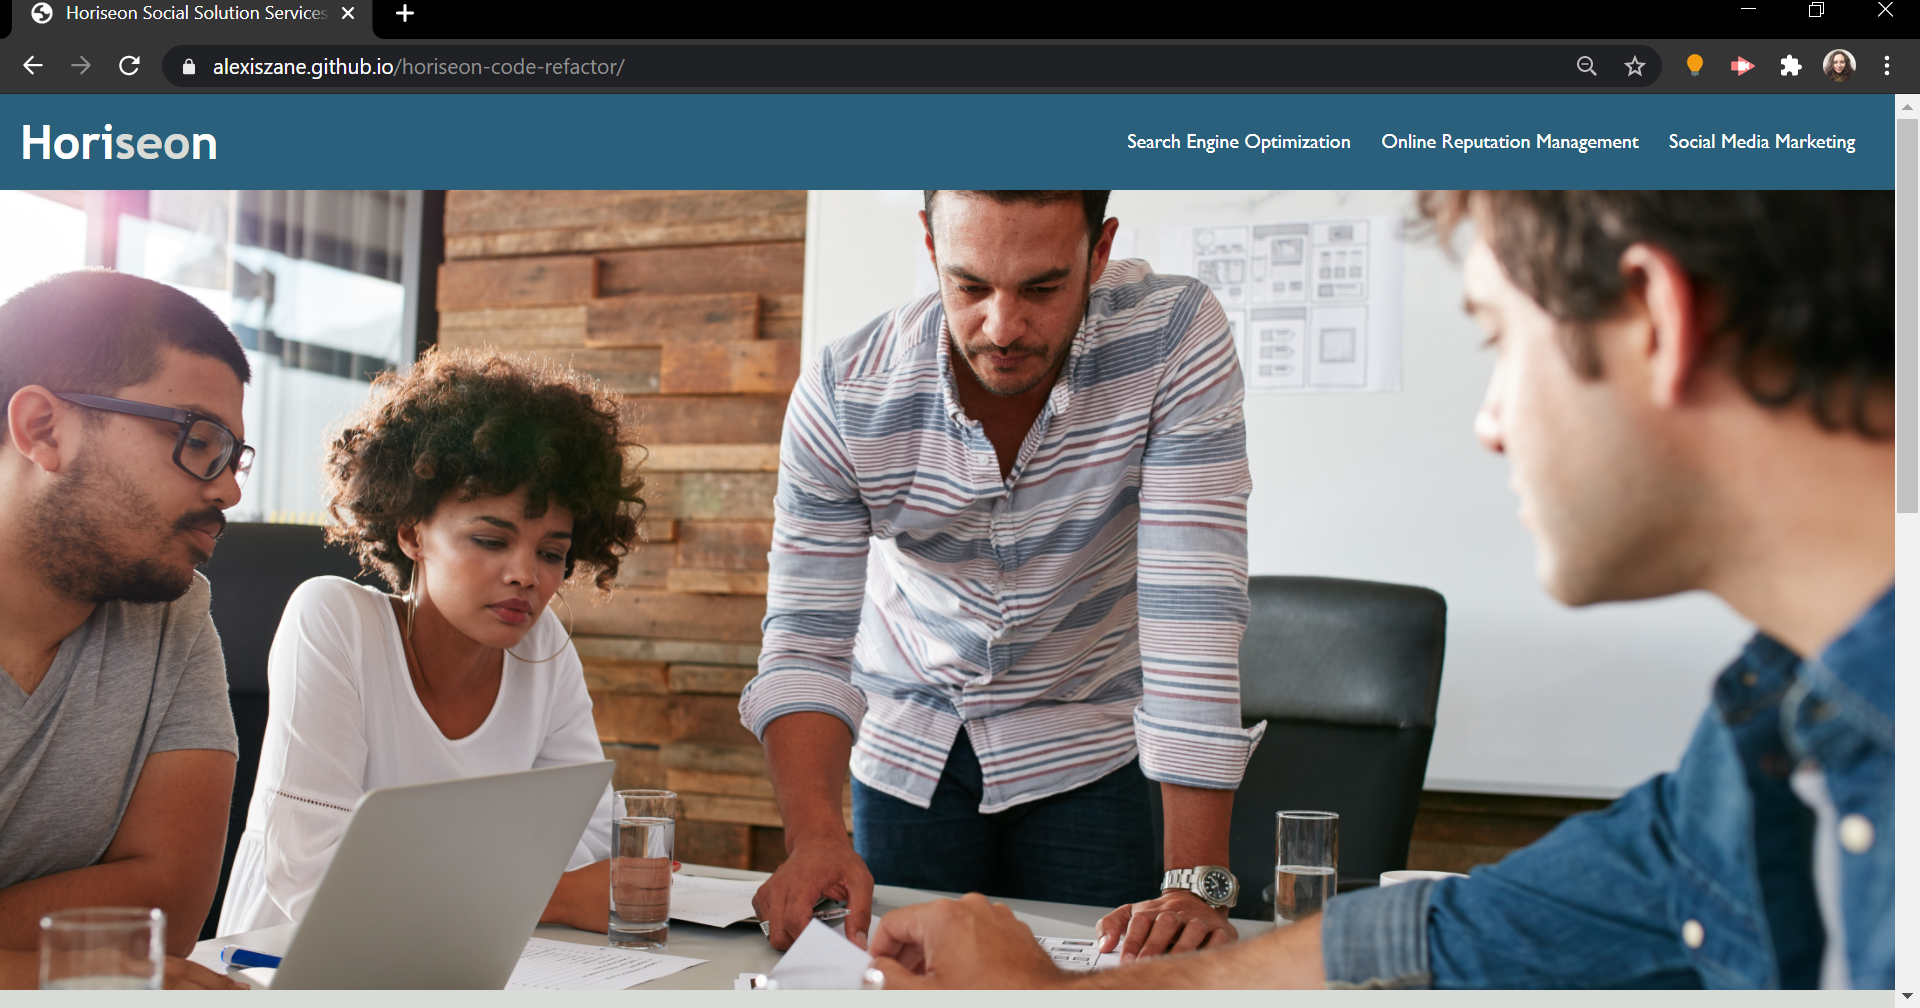 Horiseon Social Solution Services
alexiszane.github.io/horiseon-code-refactor/
Horiseon
Search Engine Optimization Online Reputation Management Social Media Marketing